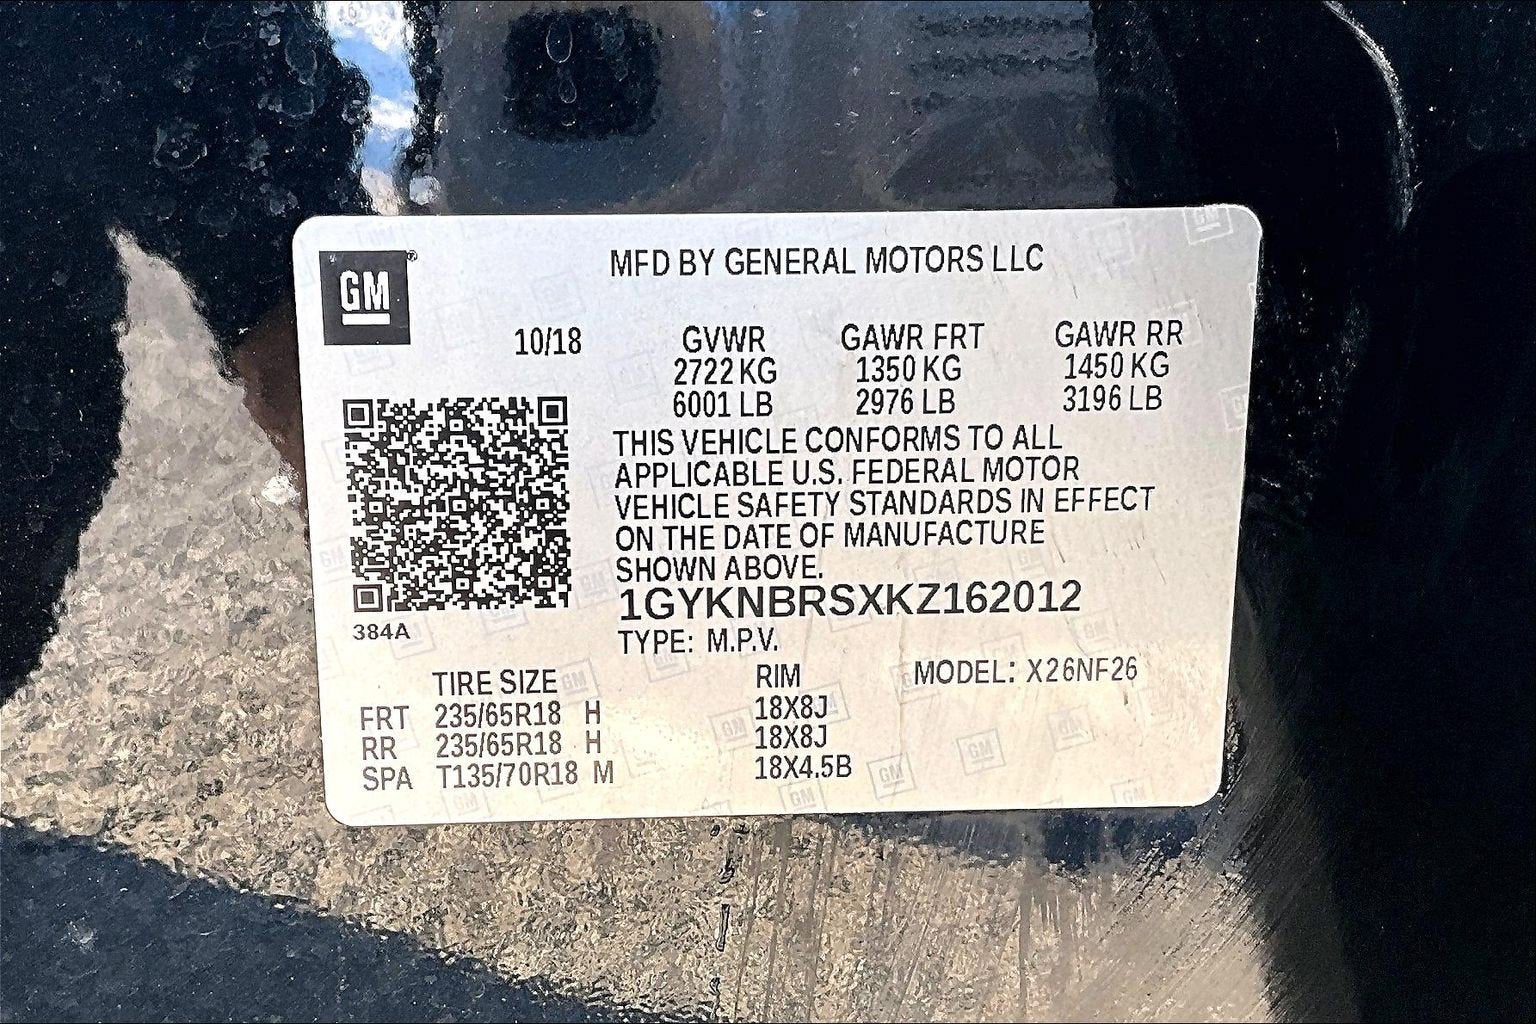 GM®
MFD BY GENERAL MOTORS LLC
10/18 GVWR GAWR FRT GAWR RR
2722 KG 1350 KG 1450 KG
6001 LB 2976 LB 3196 LB
THIS VEHICLE CONFORMS TO ALL
APPLICABLE U.S. FEDERAL MOTOR
VEHICLE SAFETY STANDARDS IN EFFECT
ON THE DATE OF MANUFACTURE
SHOWN ABOVE.
1GYKNBRSXKZ162012
384A
TYPE: M.P.V.
TIRE SIZE RIM MODEL: X26NF26
FRT 235/65R18 H 18X8J
RR 235/65R18 H 18X8J
SPA T135/70R18 M 18X4.5B